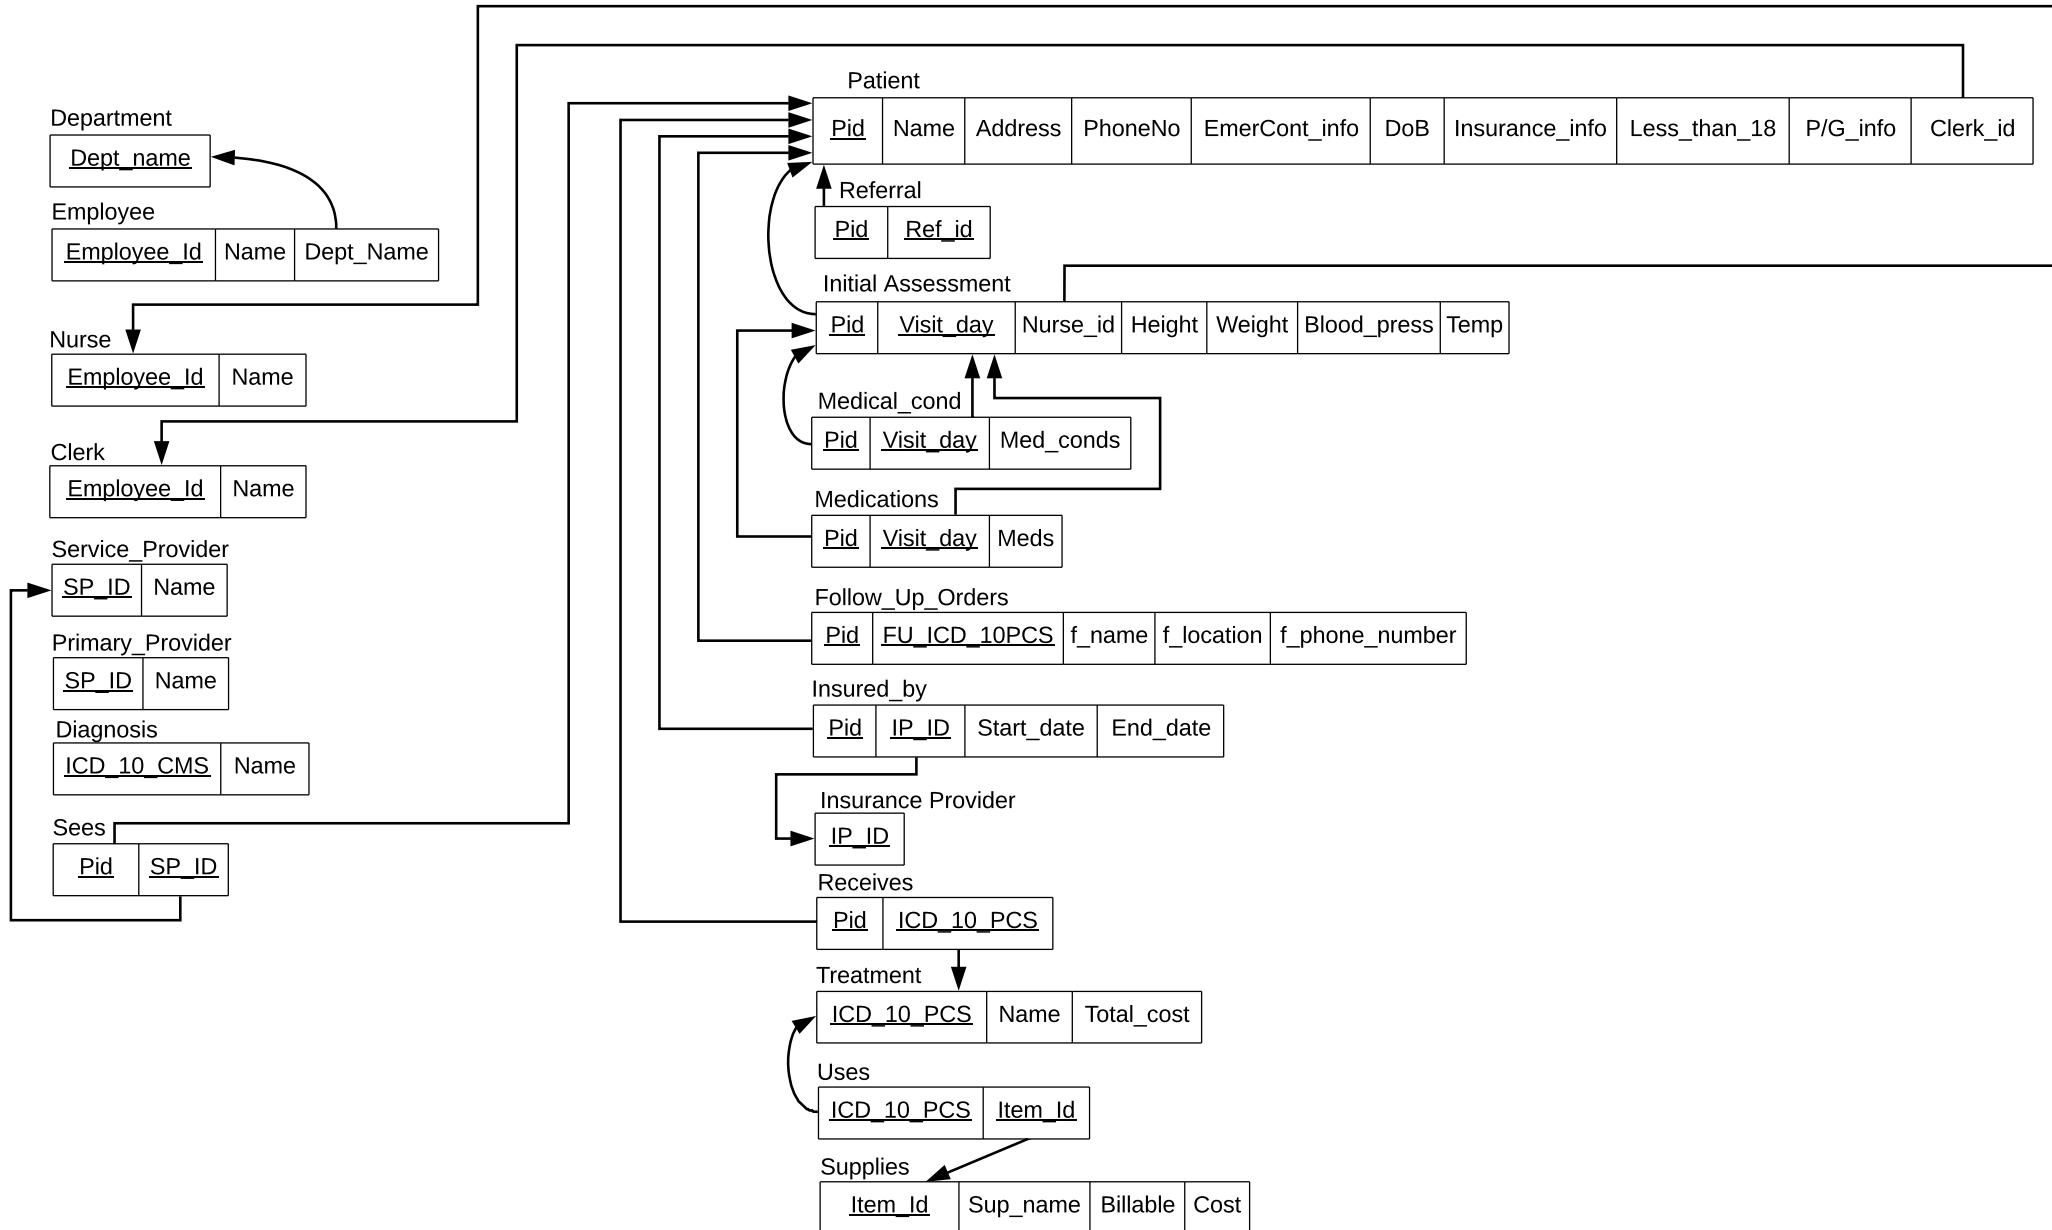 Department
Dept_name
Employee
Employee_Id Name Dept_Name
Nurse
Employee_Id Name
Clerk
Employee_Id Name
Service_Provider
SP_ID Name
Primary_Provider
SP_ID Name
Diagnosis
ICD_10_CMS Name
Sees
Pid SP_ID
Patient
Pid Name Address PhoneNo EmerCont_info DoB Insurance_info Less_than_18 P/G_info Clerk_id
Referral
Pid Ref_id
Initial Assessment
Pid Visit_day Nurse_id Height Weight Blood_press Temp
Medical_cond
Pid Visit_day Med_conds
Medications
Pid Visit_day Meds
Follow_Up_Orders
Pid FU_ICD_10PCS f_name f_location f_phone_number
Insured_by
Pid IP_ID Start_date End_date
Insurance Provider
IP_ID
Receives
Pid ICD_10_PCS
Treatment
ICD_10_PCS Name Total_cost
Uses
ICD_10_PCS Item_Id
Supplies
Item_Id Sup_name Billable Cost